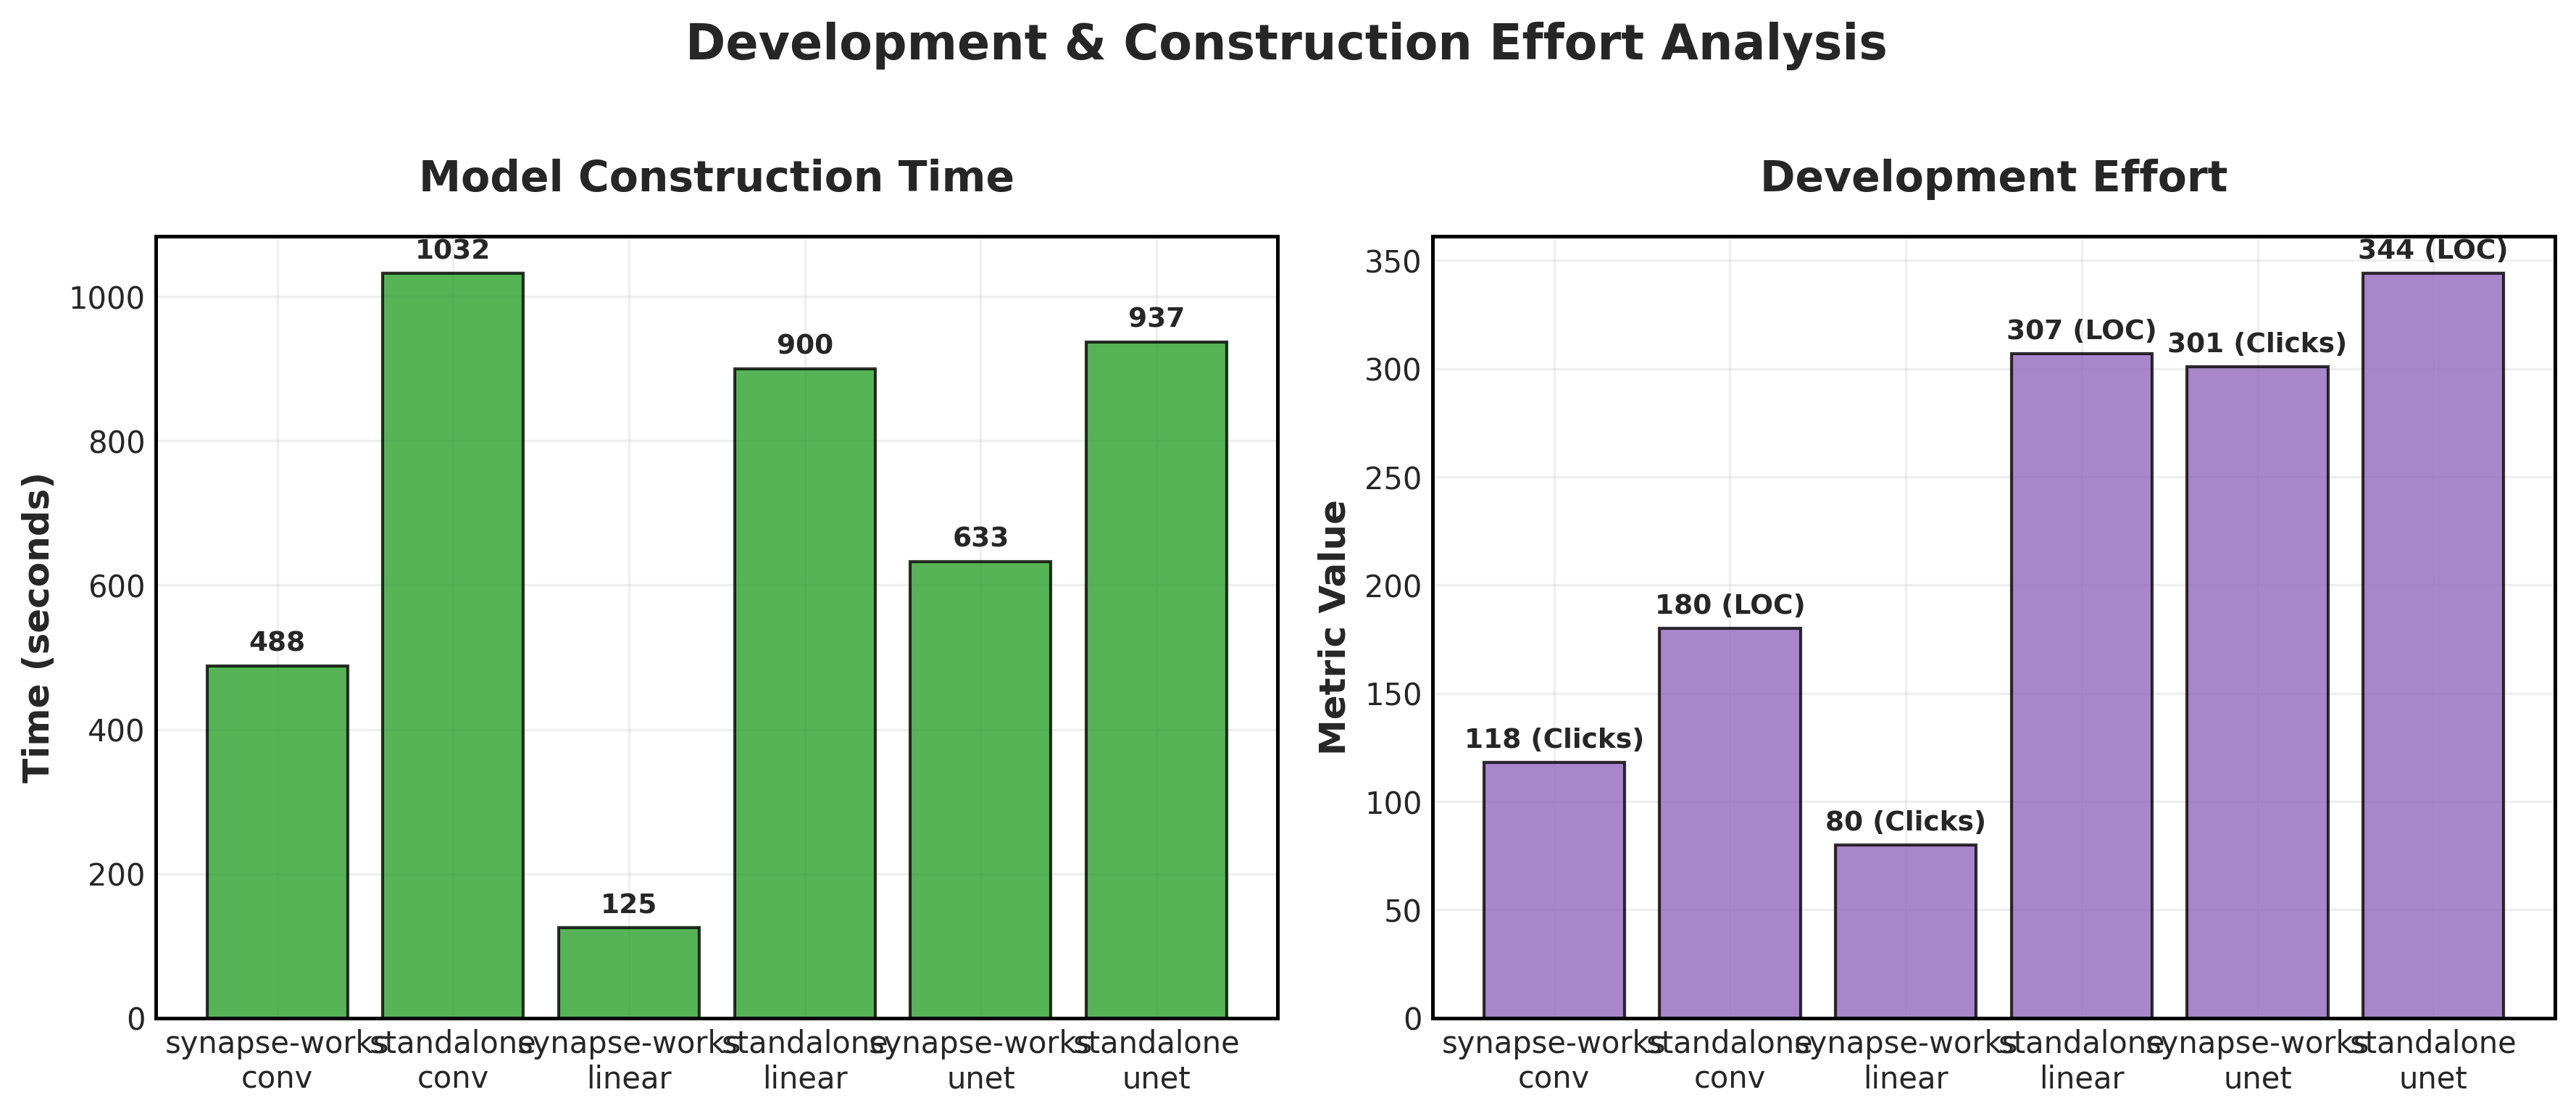 Development & Construction Effort Analysis
Model Construction Time
Time (seconds)
1000
800
600
400
200
0
488
1032
125
900
633
937
synapse-works
conv
standalone
conv
synapse-works
linear
standalone
linear
synapse-works
unet
standalone
unet
Development Effort
Metric Value
350
300
250
200
150
100
50
0
118 (Clicks)
180 (LOC)
80 (Clicks)
307 (LOC)
301 (Clicks)
344 (LOC)
synapse-works
conv
standalone
conv
synapse-works
linear
standalone
linear
synapse-works
unet
standalone
unet